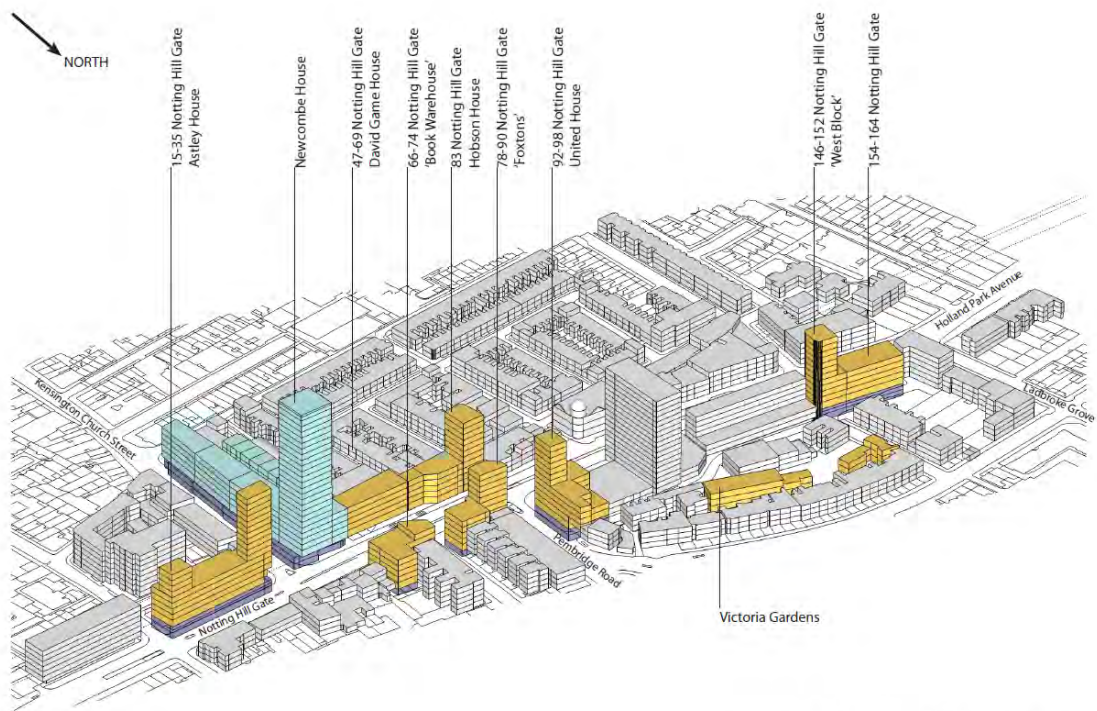 NORTH
15-35 Notting Hill Gate
Astley House
Newcombe House
47-69 Notting Hill Gate
David Game House
66-74 Notting Hill Gate
‘Book Warehouse’
83 Notting Hill Gate
Hobson House
78-90 Notting Hill Gate
‘Foxtons’
92-98 Notting Hill Gate
United House
146-152 Notting Hill Gate
‘West Block’
154-164 Notting Hill Gate
Holland Park Avenue
Ladbroke Grove
Kensington Church Street
Pembridge Road
Notting Hill Gate
Victoria Gardens